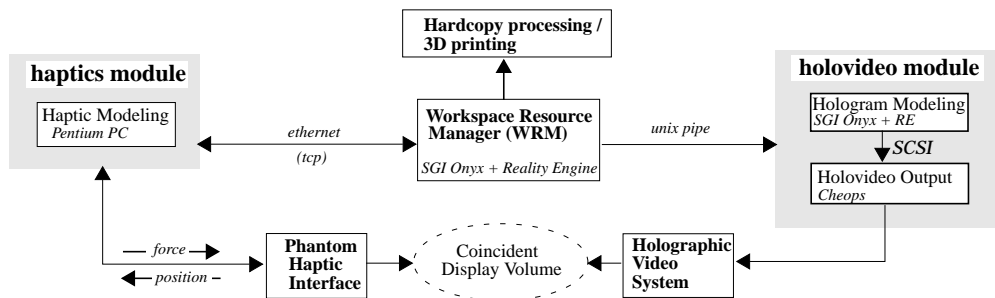 Hardcopy processing /
3D printing
haptics module
holovideo module
Haptic Modeling
Pentium PC
ethernet
(tcp)
Workspace Resource
Manager (WRM)
SGI Onyx + Reality Engine
unix pipe
Hologram Modeling
SGI Onyx + RE
SCSI
Holovideo Output
Cheops
force
position
Phantom
Haptic
Interface
Coincident
Display Volume
Holographic
Video
System